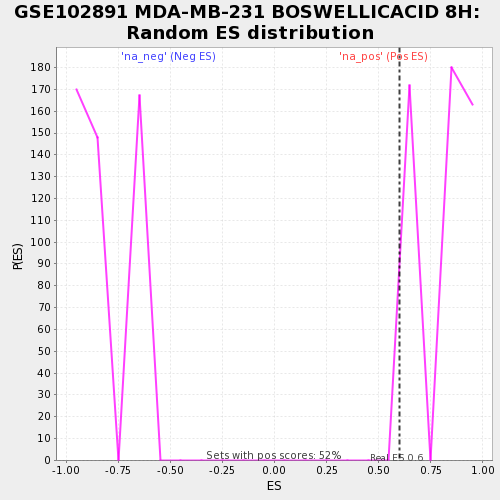 GSE102891 MDA-MB-231 BOSWELLICACID 8H:
Random ES distribution
'na_neg' (Neg ES)
'na_pos' (Pos ES)
180
170
160
150
140
130
120
110
100
90
80
70
60
50
40
30
20
10
0
P(ES)
Sets with pos scores: 52%
Real ES 0.6
-1.00 -0.75 -0.50 -0.25 0.00 0.25 0.50 0.75 1.00
ES